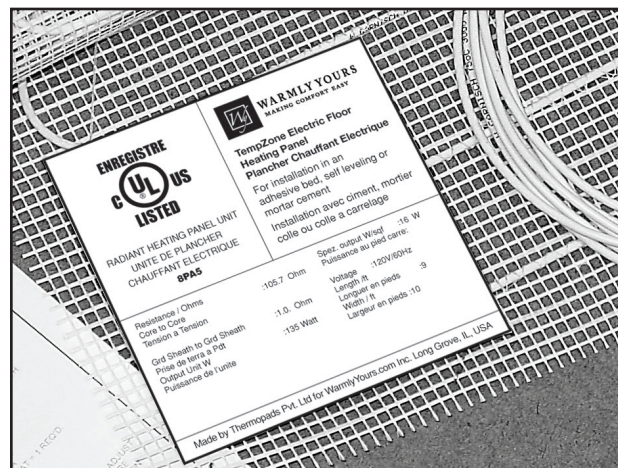 ENREGISTRE
C UL US
LISTED
RADIANT HEATING PANEL UNIT
UNITE DE PLANCHER
CHAUFFANT ELECTRIQUE
8PA5
WARMLY YOURS
MAKING COMFORT EASY
TempZone Electric Floor
Heating Panel
Plancher Chauffant Electrique
For installation in an
adhesive bed, self leveling or
mortar cement
Installation avec ciment, mortier
colle ou colle a carrelage
Resistance / Ohms
Core to Core :105.7 Ohm
Tension a Tension
Grd Sheath to Grd Sheath :1.0. Ohm
Prise de terra a Pdt
Output Unit W :135 Watt
Puissance de l'unite
Spez. output W/sqf :16 W
Puissance au pied carre:
Voltage :120V/60Hz
Length /ft :9
Longuer en pieds
Width / ft :10
Largeur en pieds
Made by Thermopads Pvt. Ltd for WarmlyYours.com Inc. Long Grove, IL, USA